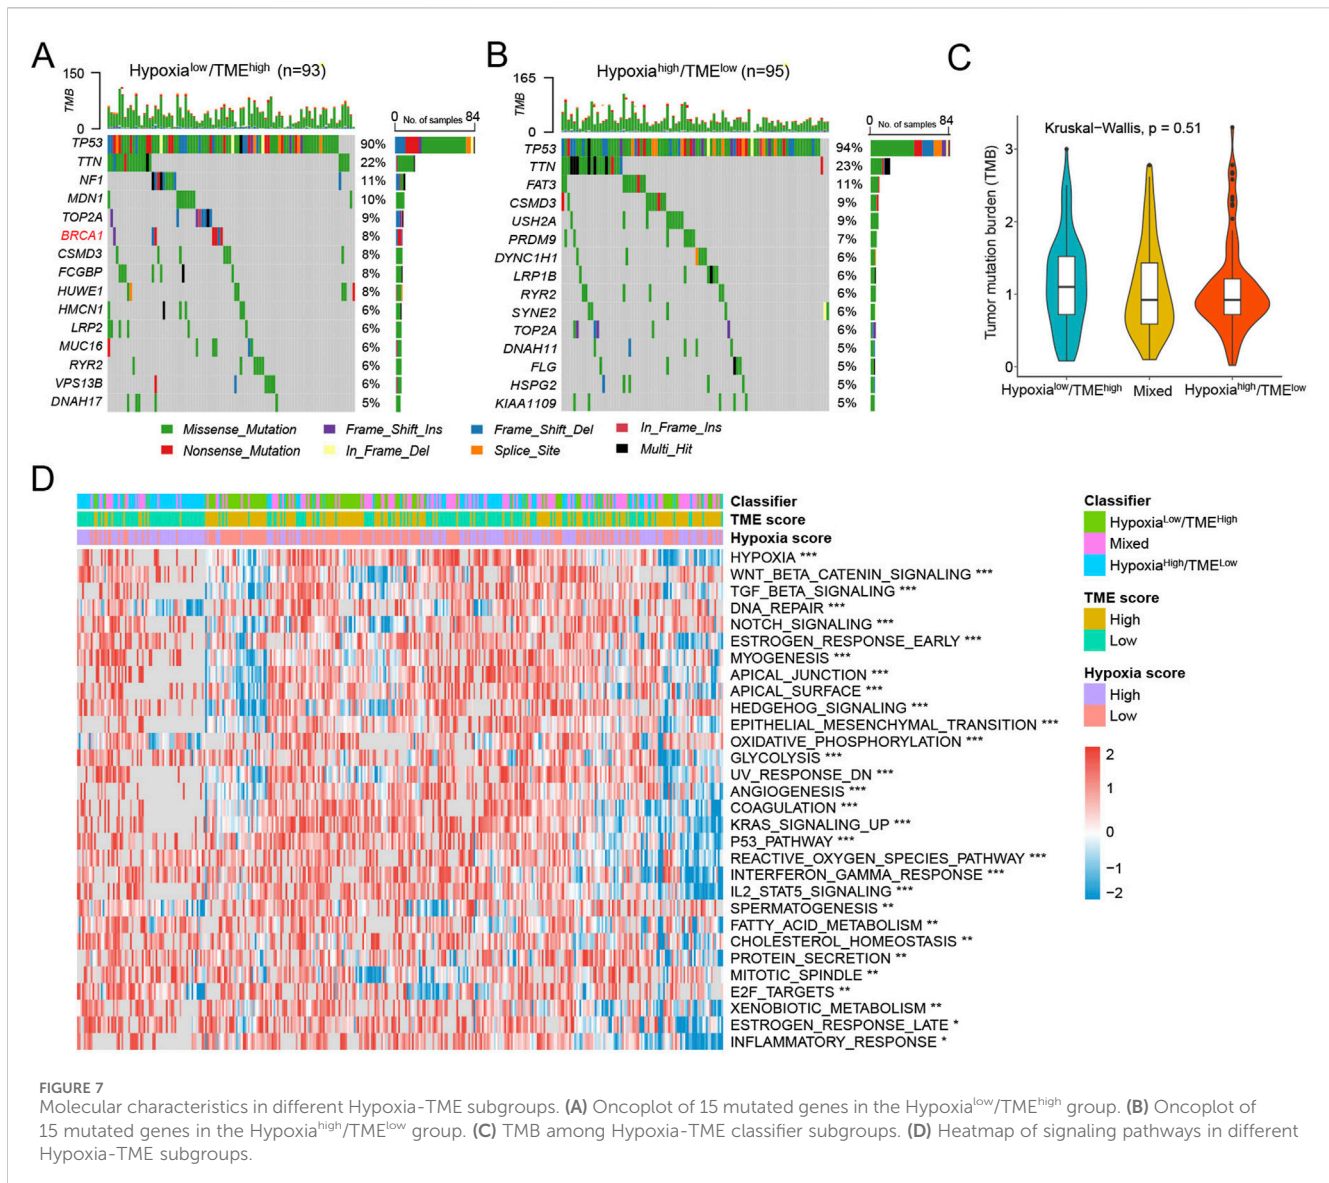 A
Hypoxialow/TMEhigh (n=93)
150
TMB
0
0 No. of samples 84
TP53 90%
TTN 22%
NF1 11%
MDN1 10%
TOP2A 9%
BRCA1 8%
CSMD3 8%
FCGBP 8%
HUWE1 8%
HMCN1 6%
LRP2 6%
MUC16 6%
RYR2 6%
VPS13B 6%
DNAH17 5%
B
Hypoxiahigh/TMElow (n=95)
165
TMB
0
0 No. of samples 84
TP53 94%
TTN 23%
FAT3 11%
CSMD3 9%
USH2A 9%
PRDM9 7%
DYNC1H1 6%
LRP1B 6%
RYR2 6%
SYNE2 6%
TOP2A 6%
DNAH11 5%
FLG 5%
HSPG2 5%
KIAA1109 5%
Missense_Mutation Frame_Shift_Ins Frame_Shift_Del In_Frame_Ins
Nonsense_Mutation In_Frame_Del Splice_Site Multi_Hit
C
Kruskal-Wallis, p = 0.51
Tumor mutation burden (TMB)
3
2
1
0
Hypoxialow/TMEhigh Mixed Hypoxiahigh/TMElow
D
Classifier
TME score
Hypoxia score
HYPOXIA ***
WNT_BETA_CATENIN_SIGNALING ***
TGF_BETA_SIGNALING ***
DNA_REPAIR ***
NOTCH_SIGNALING ***
ESTROGEN_RESPONSE_EARLY ***
MYOGENESIS ***
APICAL_JUNCTION ***
APICAL_SURFACE ***
HEDGEHOG_SIGNALING ***
EPITHELIAL_MESENCHYMAL_TRANSITION ***
OXIDATIVE_PHOSPHORYLATION ***
GLYCOLYSIS ***
UV_RESPONSE_DN ***
ANGIOGENESIS ***
COAGULATION ***
KRAS_SIGNALING_UP ***
P53_PATHWAY ***
REACTIVE_OXYGEN_SPECIES_PATHWAY ***
INTERFERON_GAMMA_RESPONSE ***
IL2_STAT5_SIGNALING ***
SPERMATOGENESIS **
FATTY_ACID_METABOLISM **
CHOLESTEROL_HOMEOSTASIS **
PROTEIN_SECRETION **
MITOTIC_SPINDLE **
E2F_TARGETS **
XENOBIOTIC_METABOLISM **
ESTROGEN_RESPONSE_LATE *
INFLAMMATORY_RESPONSE *
Classifier
HypoxiaLow/TMEHigh
Mixed
HypoxiaHigh/TMELow
TME score
High
Low
Hypoxia score
High
Low
2
1
0
−1
−2
FIGURE 7
Molecular characteristics in different Hypoxia-TME subgroups. (A) Oncoplot of 15 mutated genes in the Hypoxialow/TMEhigh group. (B) Oncoplot of
15 mutated genes in the Hypoxiahigh/TMElow group. (C) TMB among Hypoxia-TME classifier subgroups. (D) Heatmap of signaling pathways in different
Hypoxia-TME subgroups.